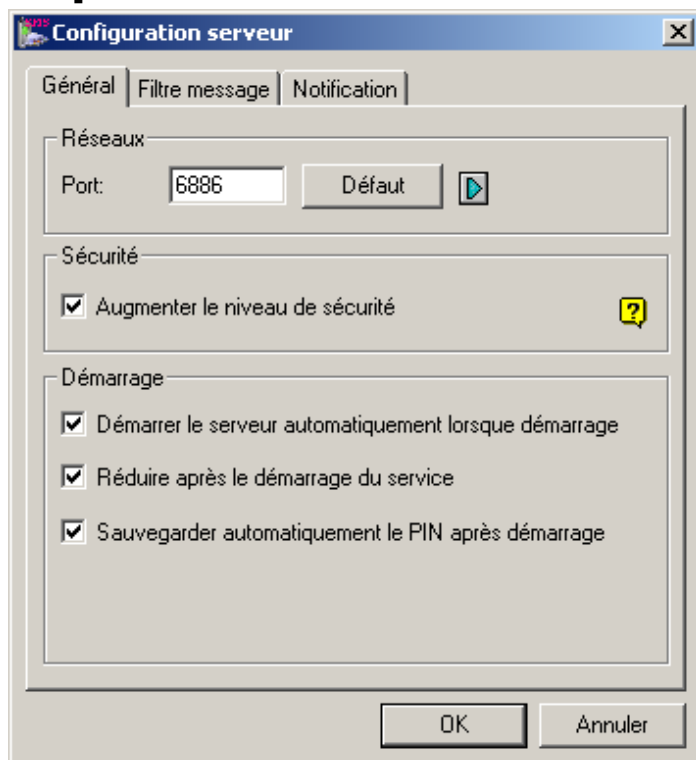 Configuration serveur
Général Filtre message Notification
Réseaux
Port: 6886 Défaut
Sécurité
Augmenter le niveau de sécurité
Démarrage
Démarrer le serveur automatiquement lorsque démarrage
Réduire après le démarrage du service
Sauvegarder automatiquement le PIN après démarrage
OK Annuler